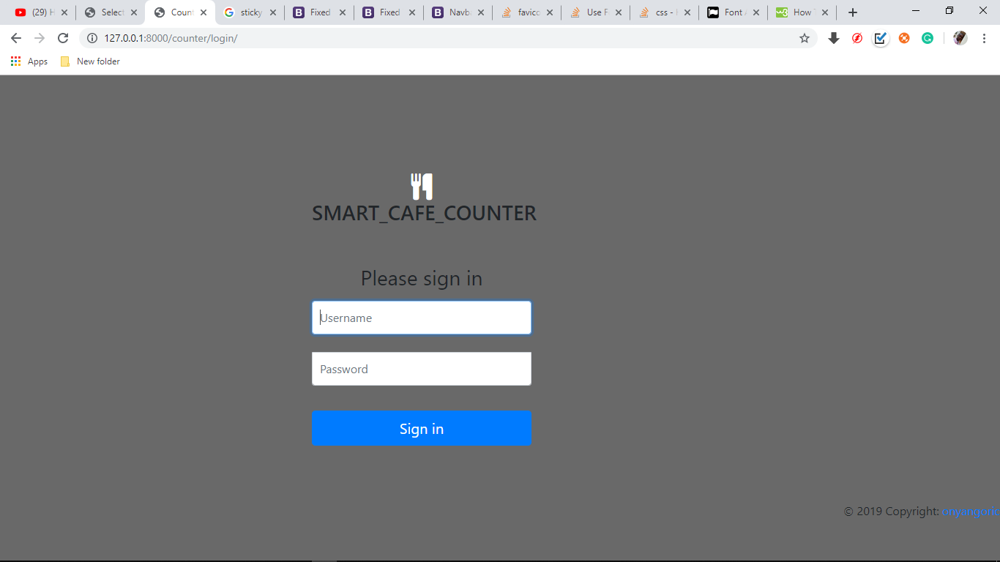 (29) H
Select
Count
sticky
Fixed
Fixed
Navb
favico
Use F
css -
Font
How
127.0.0.1:8000/counter/login/
Apps
New folder
SMART_CAFE_COUNTER
Please sign in
Username
Password
Sign in
© 2019 Copyright: onyangoric